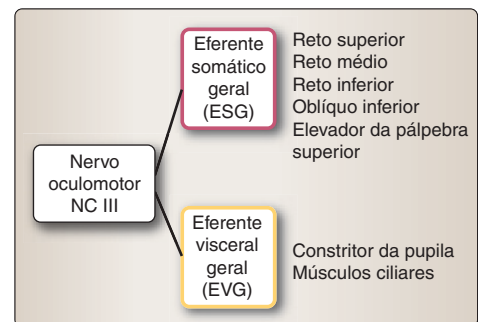 Eferente
somático
geral
(ESG)
Reto superior
Reto médio
Reto inferior
Oblíquo inferior
Elevador da pálpebra
superior
Nervo
oculomotor
NC III
Eferente
visceral
geral
(EVG)
Constritor da pupila
Músculos ciliares